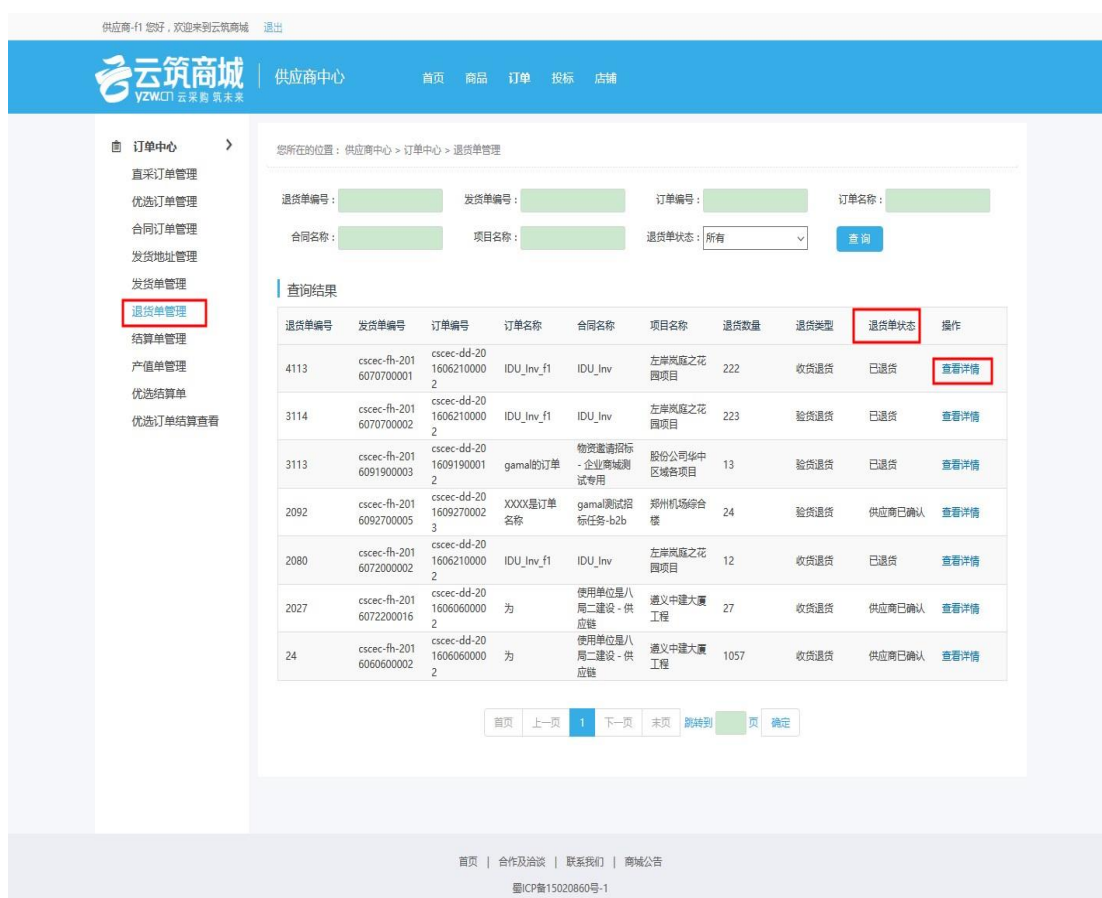 供应商-f1 您好，欢迎来到云筑商城 退出
云筑商城
yzw.cn 云采购 筑未来
供应商中心 首页 商品 订单 投标 店铺
订单中心
直采订单管理
优选订单管理
合同订单管理
发货地址管理
发货单管理
退货单管理
结算单管理
产值单管理
优选结算单
优选订单结算查看
您所在的位置：供应商中心 > 订单中心 > 退货单管理
退货单编号： 发货单编号： 订单编号： 订单名称：
合同名称： 项目名称： 退货单状态：所有 查询
查询结果
退货单编号 发货单编号 订单编号 订单名称 合同名称 项目名称 退货数量 退货类型 退货单状态 操作
4113 cscec-fh-2016070700001 cscec-dd-2016062100002 IDU_Inv_f1 IDU_Inv 左岸岚庭之花园项目 222 收货退货 已退货 查看详情
3114 cscec-fh-2016070700002 cscec-dd-2016062100002 IDU_Inv_f1 IDU_Inv 左岸岚庭之花园项目 223 验货退货 已退货 查看详情
3113 cscec-fh-2016091900003 cscec-dd-2016091900012 gamal的订单 物资邀请招标 - 企业商城测试专用 股份公司华中区域各项目 13 验货退货 已退货 查看详情
2092 cscec-fh-2016092700005 cscec-dd-2016092700023 XXXX是订单名称 gamal测试招标任务-b2b 郑州机场综合楼 24 验货退货 供应商已确认 查看详情
2080 cscec-fh-2016072000002 cscec-dd-2016062100002 IDU_Inv_f1 IDU_Inv 左岸岚庭之花园项目 12 收货退货 已退货 查看详情
2027 cscec-fh-2016072200016 cscec-dd-2016060600002 为 使用单位是八局二建设 - 供应链 遵义中建大厦工程 27 收货退货 供应商已确认 查看详情
24 cscec-fh-2016060600002 cscec-dd-2016060600002 为 使用单位是八局二建设 - 供应链 遵义中建大厦工程 1057 收货退货 供应商已确认 查看详情
首页 上一页 1 下一页 末页 跳转到 页 确定
首页 | 合作及洽谈 | 联系我们 | 商城公告
蜀ICP备15020860号-1